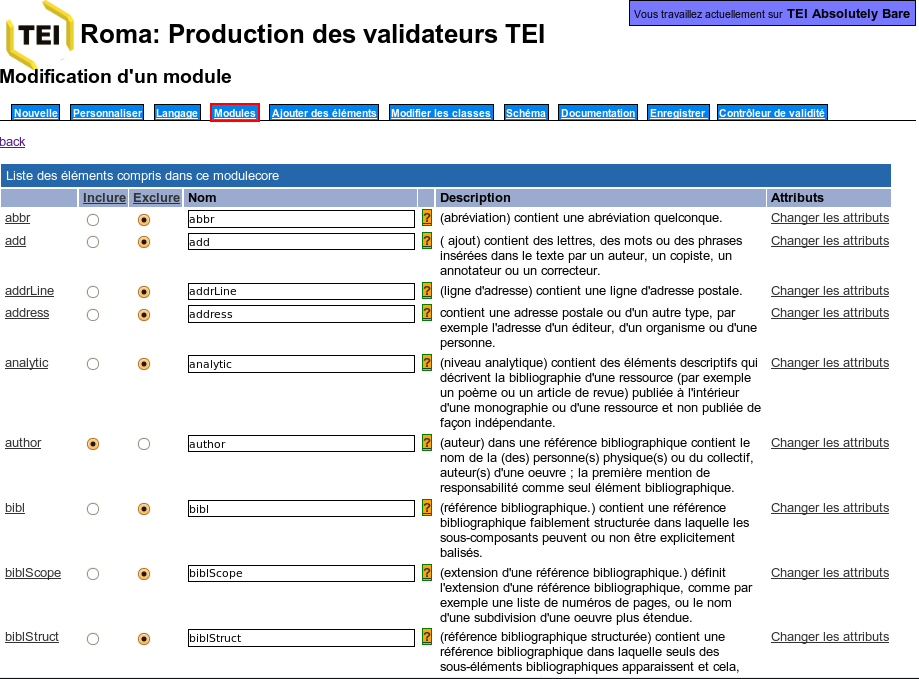 Vous travaillez actuellement sur TEI Absolutely Bare
TEI Roma: Production des validateurs TEI
Modification d'un module
Nouvelle Personnaliser Langage Modules Ajouter des éléments Modifier les classes Schéma Documentation Enregistrer Contrôleur de validité
back
Liste des éléments compris dans ce modulecore
Inclure Exclure Nom Description Attributs
abbr abbr ? (abréviation) contient une abréviation quelconque. Changer les attributs
add add ? ( ajout) contient des lettres, des mots ou des phrases Changer les attributs
insérées dans le texte par un auteur, un copiste, un
annotateur ou un correcteur.
addrLine addrLine ? (ligne d'adresse) contient une ligne d'adresse postale. Changer les attributs
address address ? contient une adresse postale ou d'un autre type, par Changer les attributs
exemple l'adresse d'un éditeur, d'un organisme ou d'une
personne.
analytic analytic ? (niveau analytique) contient des éléments descriptifs qui Changer les attributs
décrivent la bibliographie d'une ressource (par exemple
un poème ou un article de revue) publiée à l'intérieur
d'une monographie ou d'une ressource et non publiée de
façon indépendante.
author author ? (auteur) dans une référence bibliographique contient le Changer les attributs
nom de la (des) personne(s) physique(s) ou du collectif,
auteur(s) d'une oeuvre ; la première mention de
responsabilité comme seul élément bibliographique.
bibl bibl ? (référence bibliographique.) contient une référence Changer les attributs
bibliographique faiblement structurée dans laquelle les
sous-composants peuvent ou non être explicitement
balisés.
biblScope biblScope ? (extension d'une référence bibliographique.) définit Changer les attributs
l'extension d'une référence bibliographique, comme par
exemple une liste de numéros de pages, ou le nom
d'une subdivision d'une oeuvre plus étendue.
biblStruct biblStruct ? (référence bibliographique structurée) contient une Changer les attributs
référence bibliographique dans laquelle seuls des
sous-éléments bibliographiques apparaissent et cela,